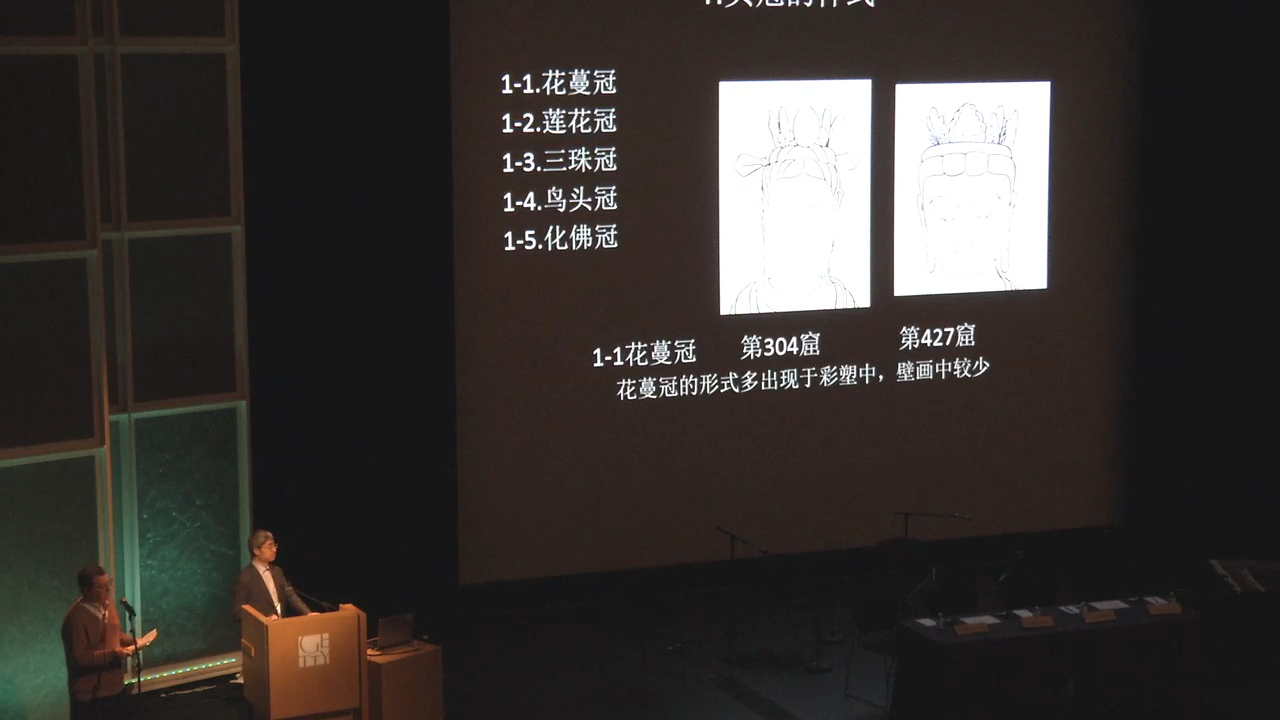 1-1.花蔓冠
1-2.莲花冠
1-3.三珠冠
1-4.鸟头冠
1-5.化佛冠
1-1花蔓冠 第304窟 第427窟
花蔓冠的形式多出现于彩塑中，壁画中较少
GETTY